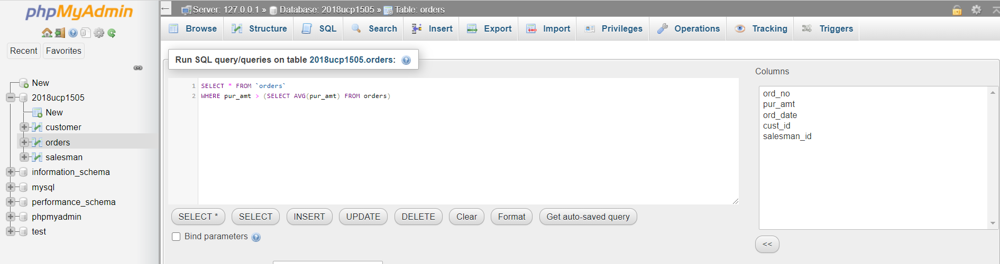 phpMyAdmin
Recent Favorites
New
2018ucp1505
New
customer
orders
salesman
information_schema
mysql
performance_schema
phpmyadmin
test
← Server: 127.0.0.1 » Database: 2018ucp1505 » Table: orders
Browse Structure SQL Search Insert Export Import Privileges Operations Tracking Triggers
Run SQL query/queries on table 2018ucp1505.orders:
1 SELECT * FROM `orders`
2 WHERE pur_amt > (SELECT AVG(pur_amt) FROM orders)
SELECT * SELECT INSERT UPDATE DELETE Clear Format Get auto-saved query
Bind parameters
Columns
ord_no
pur_amt
ord_date
cust_id
salesman_id
<<